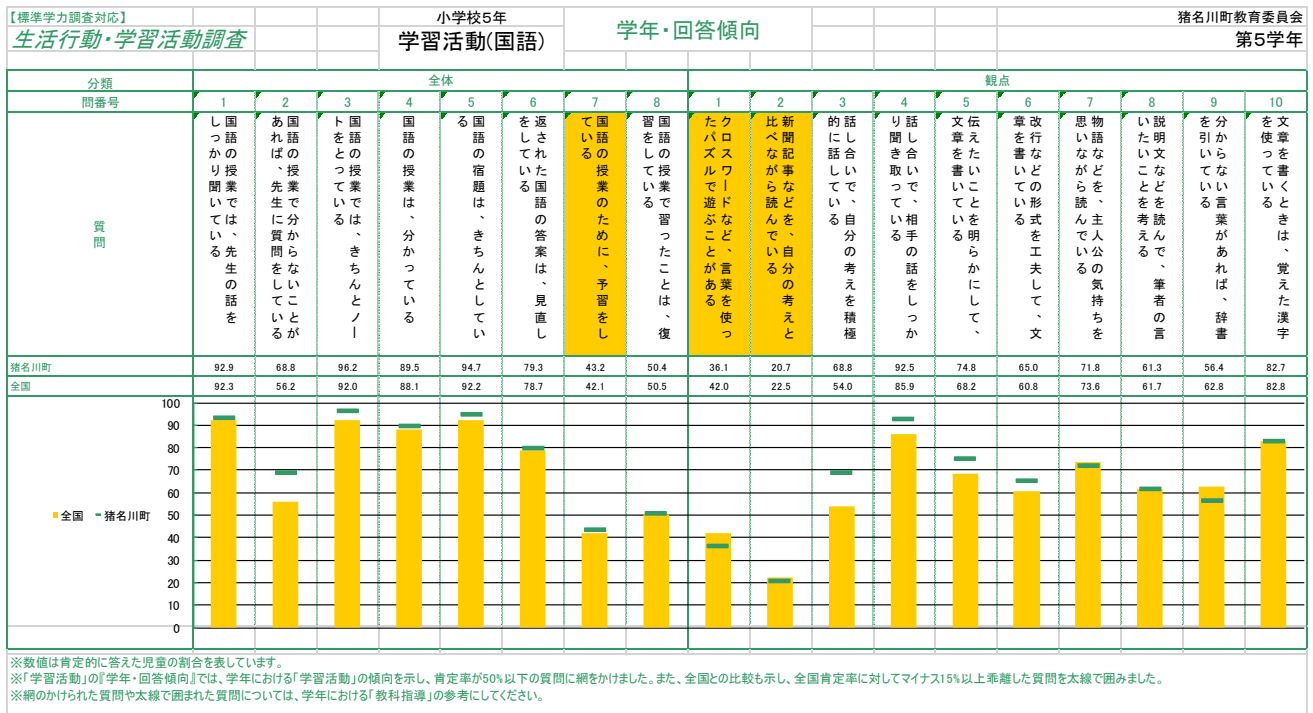 【標準学力調査対応】
小学校5年
猪名川町教育委員会
生活行動・学習活動調査
学習活動(国語)
学年・回答傾向
第5学年
分類
全体
観点
問番号
1 2 3 4 5 6 7 8 1 2 3 4 5 6 7 8 9 10
質問
国語の授業では、先生の話を
しっかり聞いている
国語の授業で分からないことが
あれば、先生に質問をしている
国語の授業では、きちんとノー
トをとっている
国語の授業は、分かっている
国語の宿題は、きちんとしてい
る
返された国語の答案は、見直し
をしている
国語の授業のために、予習をし
ている
国語の授業で習ったことは、復
習をしている
クロスワードなど、言葉を使っ
たパズルで遊ぶことがある
新聞記事などを、自分の考えと
比べながら読んでいる
話し合いで、自分の考えを積極
的に話している
話し合いで、相手の話をしっか
り聞き取っている
伝えたいことを明らかにして、
文章を書いている
改行などの形式を工夫して、文
章を書いている
物語などを、主人公の気持ちを
思いながら読んでいる
説明文などを読んで、筆者の言
いたいことを考える
分からない言葉があれば、辞書
を引いている
文章を書くときは、覚えた漢字
を使っている
猪名川町 92.9 68.8 96.2 89.5 94.7 79.3 43.2 50.4 36.1 20.7 68.8 92.5 74.8 65.0 71.8 61.3 56.4 82.7
全国 92.3 56.2 92.0 88.1 92.2 78.7 42.1 50.5 42.0 22.5 54.0 85.9 68.2 60.8 73.6 61.7 62.8 82.8
100
90
80
70
60
50
40
30
20
10
0
全国 猪名川町
※数値は肯定的に答えた児童の割合を表しています。
※「学習活動」の『学年・回答傾向』では、学年における「学習活動」の傾向を示し、肯定率が50%以下の質問に網をかけました。また、全国との比較も示し、全国肯定率に対してマイナス15%以上乖離した質問を太線で囲みました。
※網のかけられた質問や太線で囲まれた質問については、学年における「教科指導」の参考にしてください。